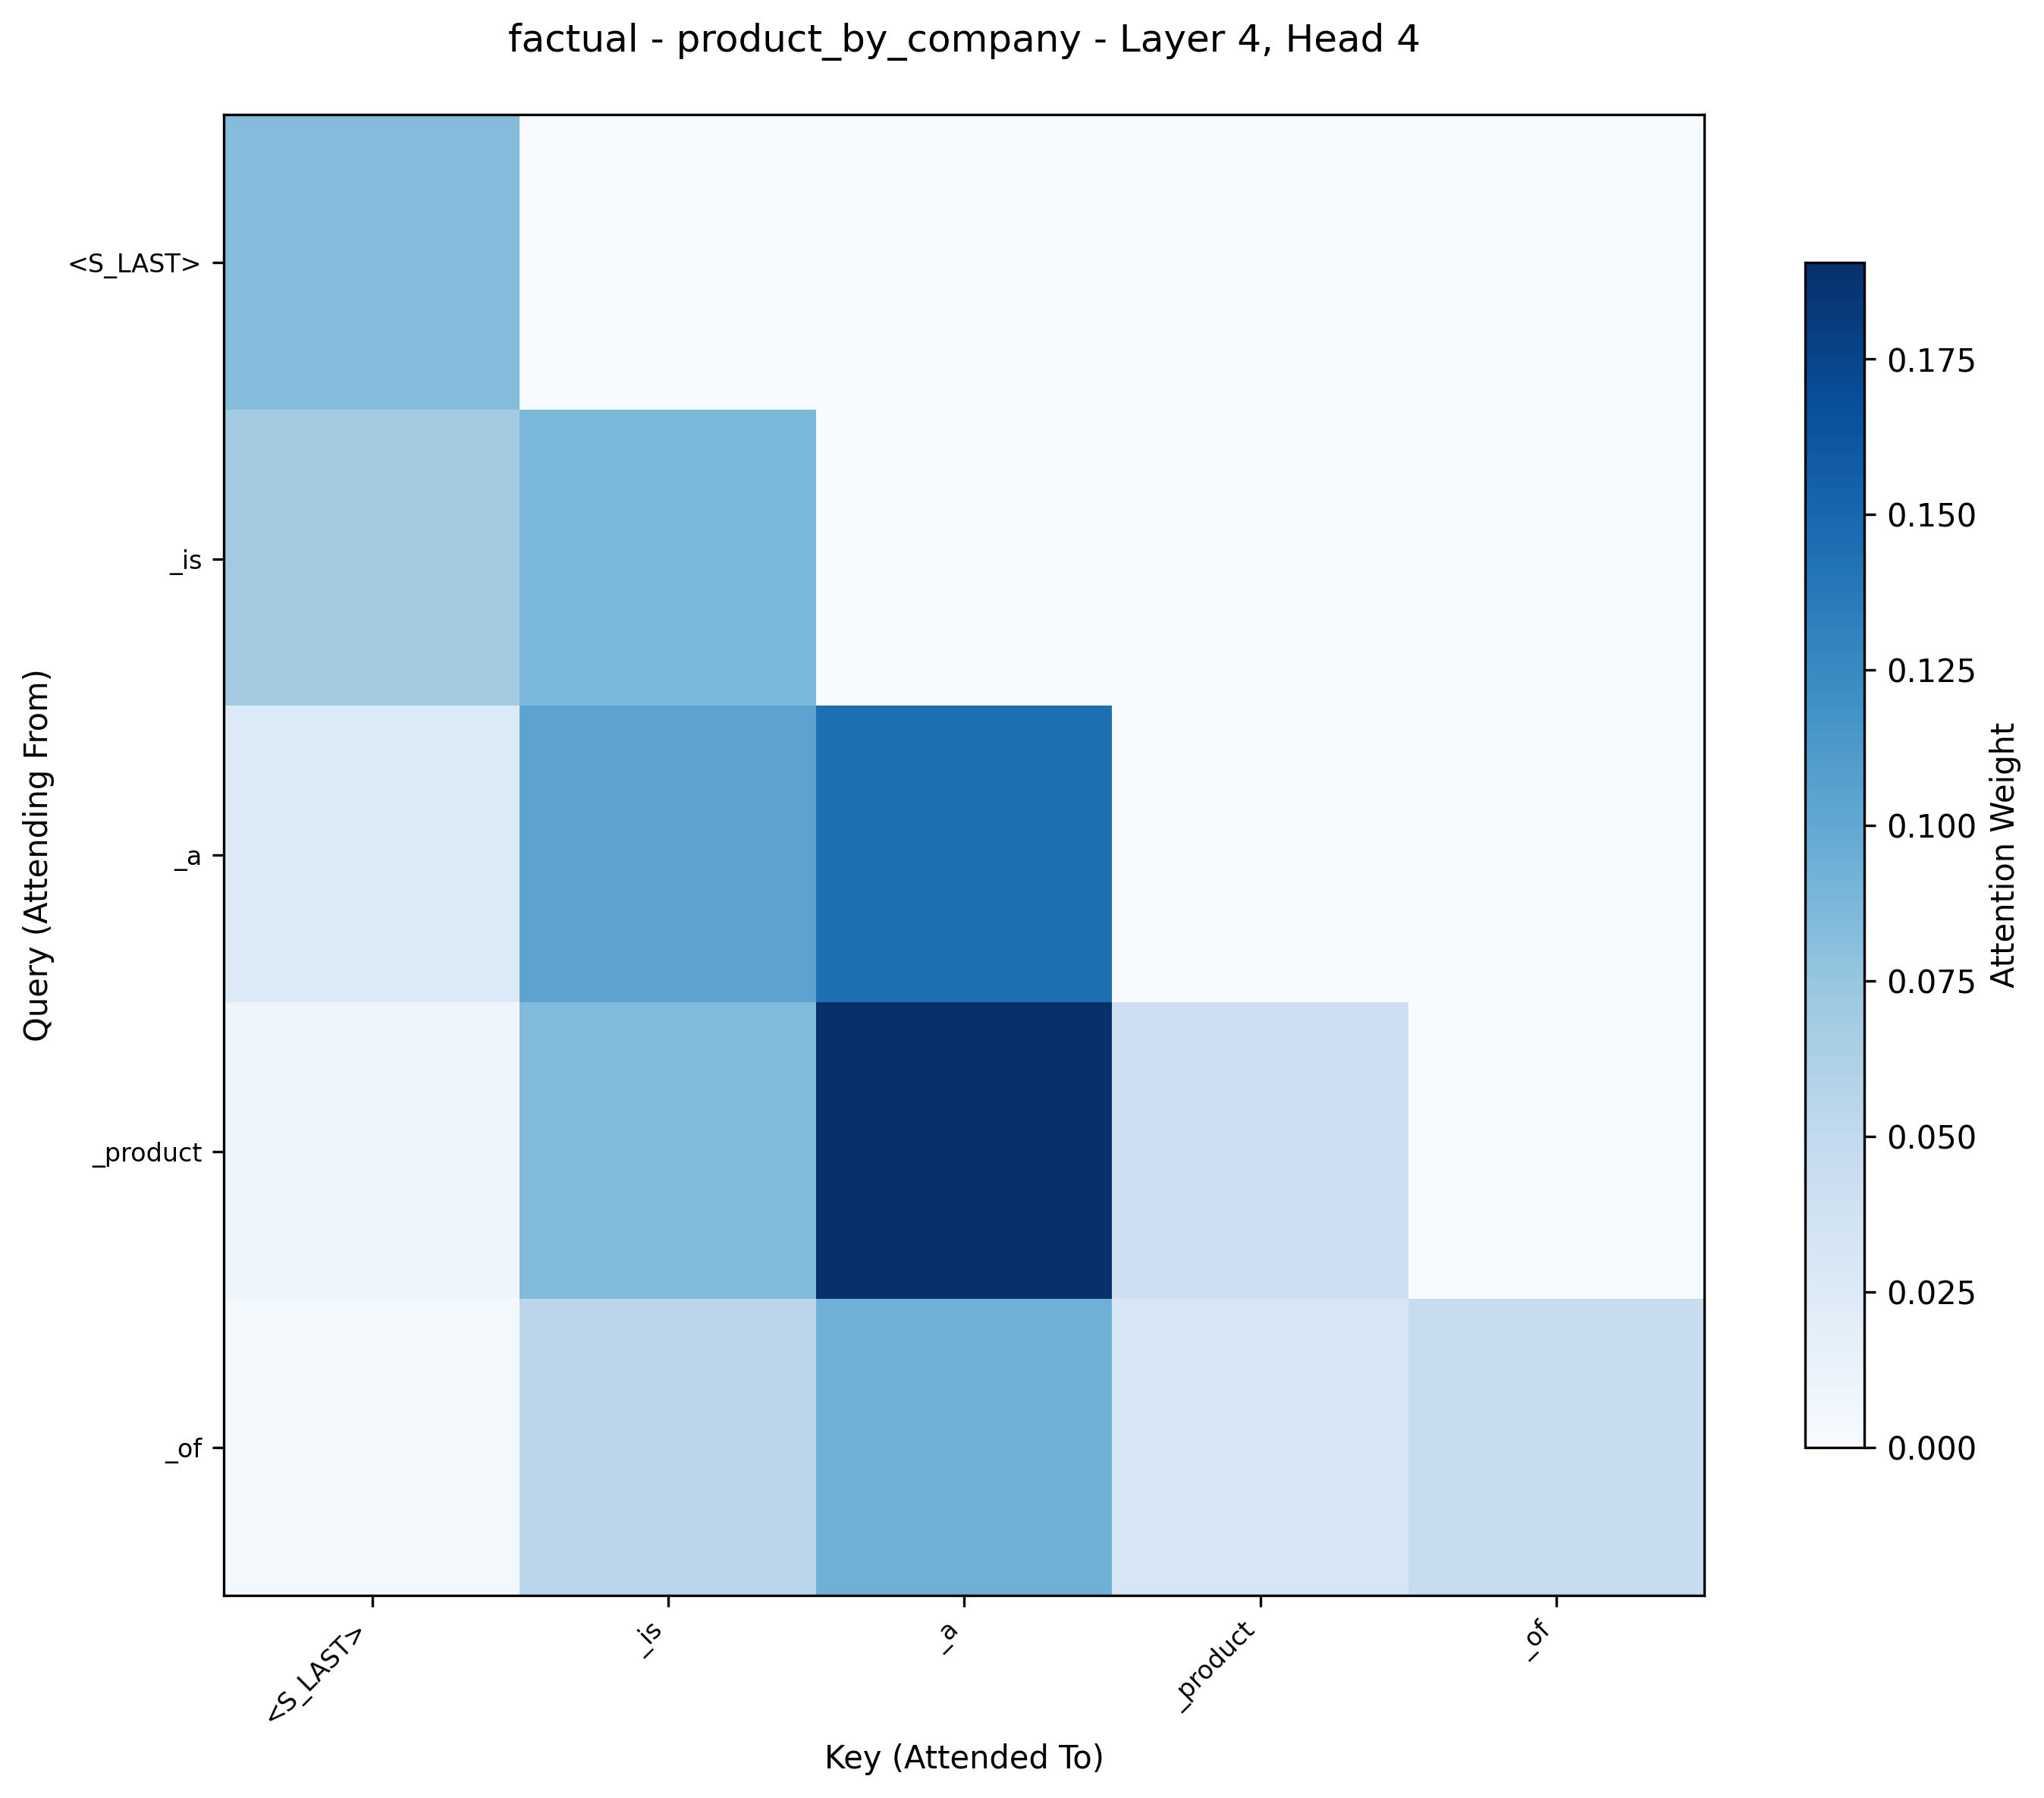 factual - product_by_company - Layer 4, Head 4
Query (Attending From)
<S_LAST>
_is
_a
_product
_of
<S_LAST>
_is
_a
_product
_of
Key (Attended To)
0.175
0.150
0.125
0.100
0.075
0.050
0.025
0.000
Attention Weight